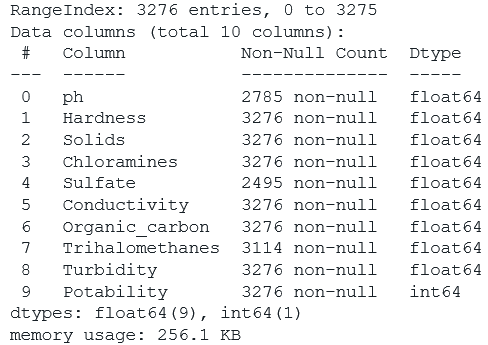 RangeIndex: 3276 entries, 0 to 3275
Data columns (total 10 columns):
 #   Column           Non-Null Count  Dtype
---  ------           --------------  -----
 0   ph               2785 non-null   float64
 1   Hardness         3276 non-null   float64
 2   Solids           3276 non-null   float64
 3   Chloramines      3276 non-null   float64
 4   Sulfate          2495 non-null   float64
 5   Conductivity     3276 non-null   float64
 6   Organic_carbon   3276 non-null   float64
 7   Trihalomethanes  3114 non-null   float64
 8   Turbidity        3276 non-null   float64
 9   Potability       3276 non-null   int64
dtypes: float64(9), int64(1)
memory usage: 256.1 KB